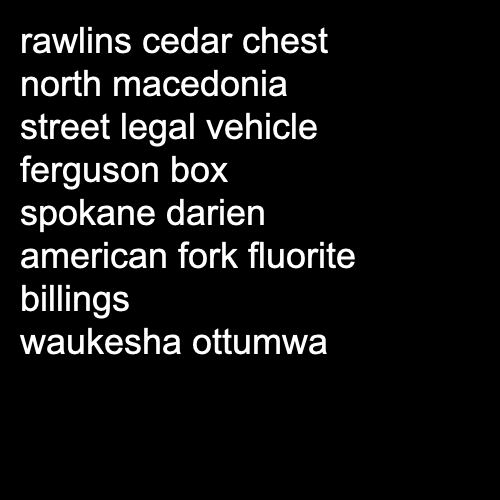 rawlins cedar chest
north macedonia
street legal vehicle
ferguson box
spokane darien
american fork fluorite
billings
waukesha ottumwa